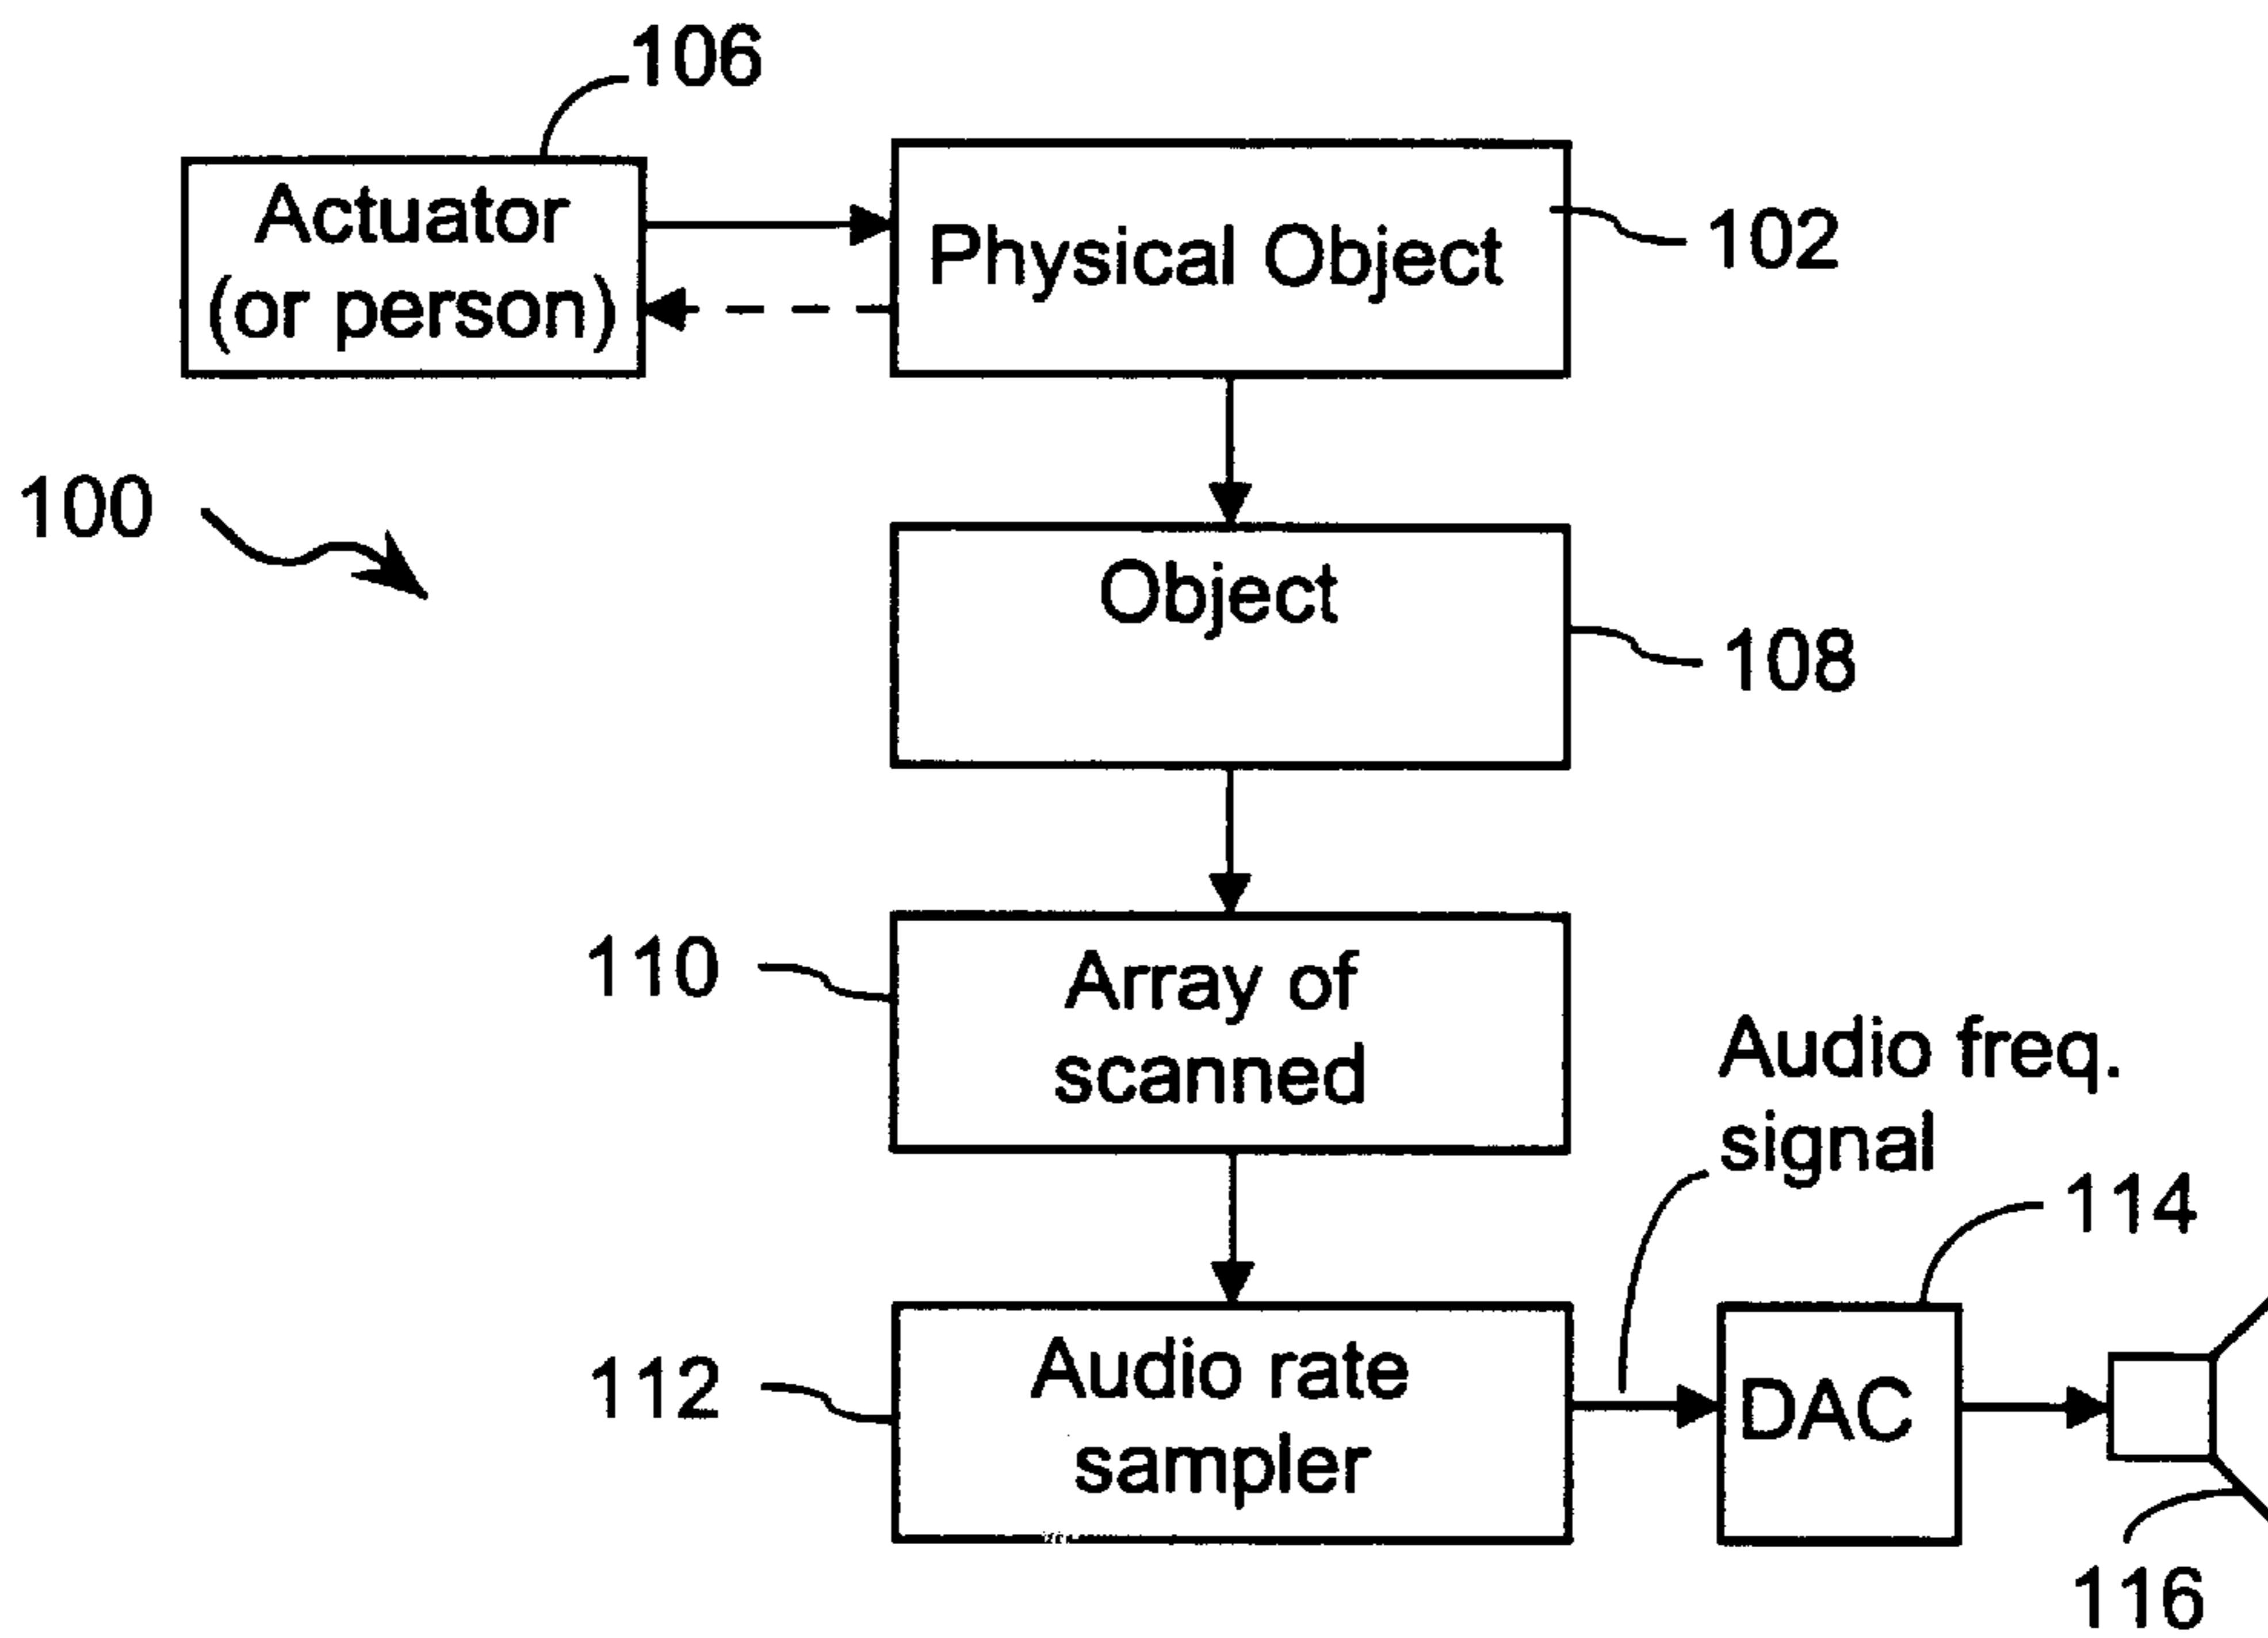 106
Actuator
(or person)
Physical Object
102
100
Object
108
110
Array of
scanned
Audio freq.
signal
114
112
Audio rate
sampler
DAC
116